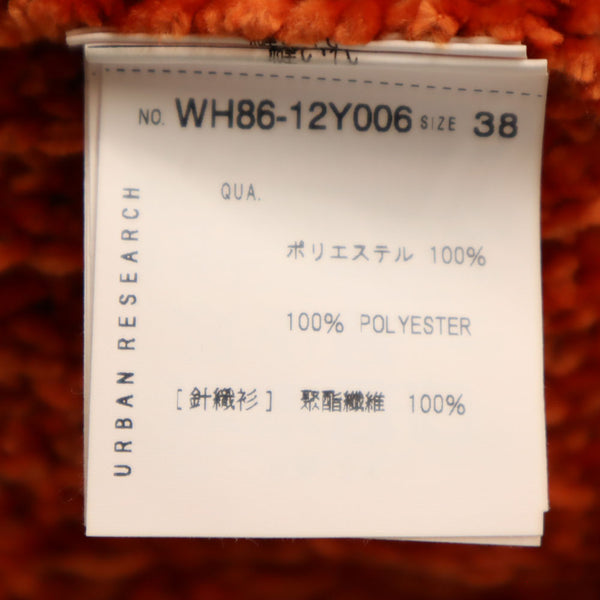 NO. WH86-12Y006 SIZE 38
QUA.
ポリエステル 100%
100% POLYESTER
[針織衫] 聚酯纖維 100%
URBAN RESEARCH